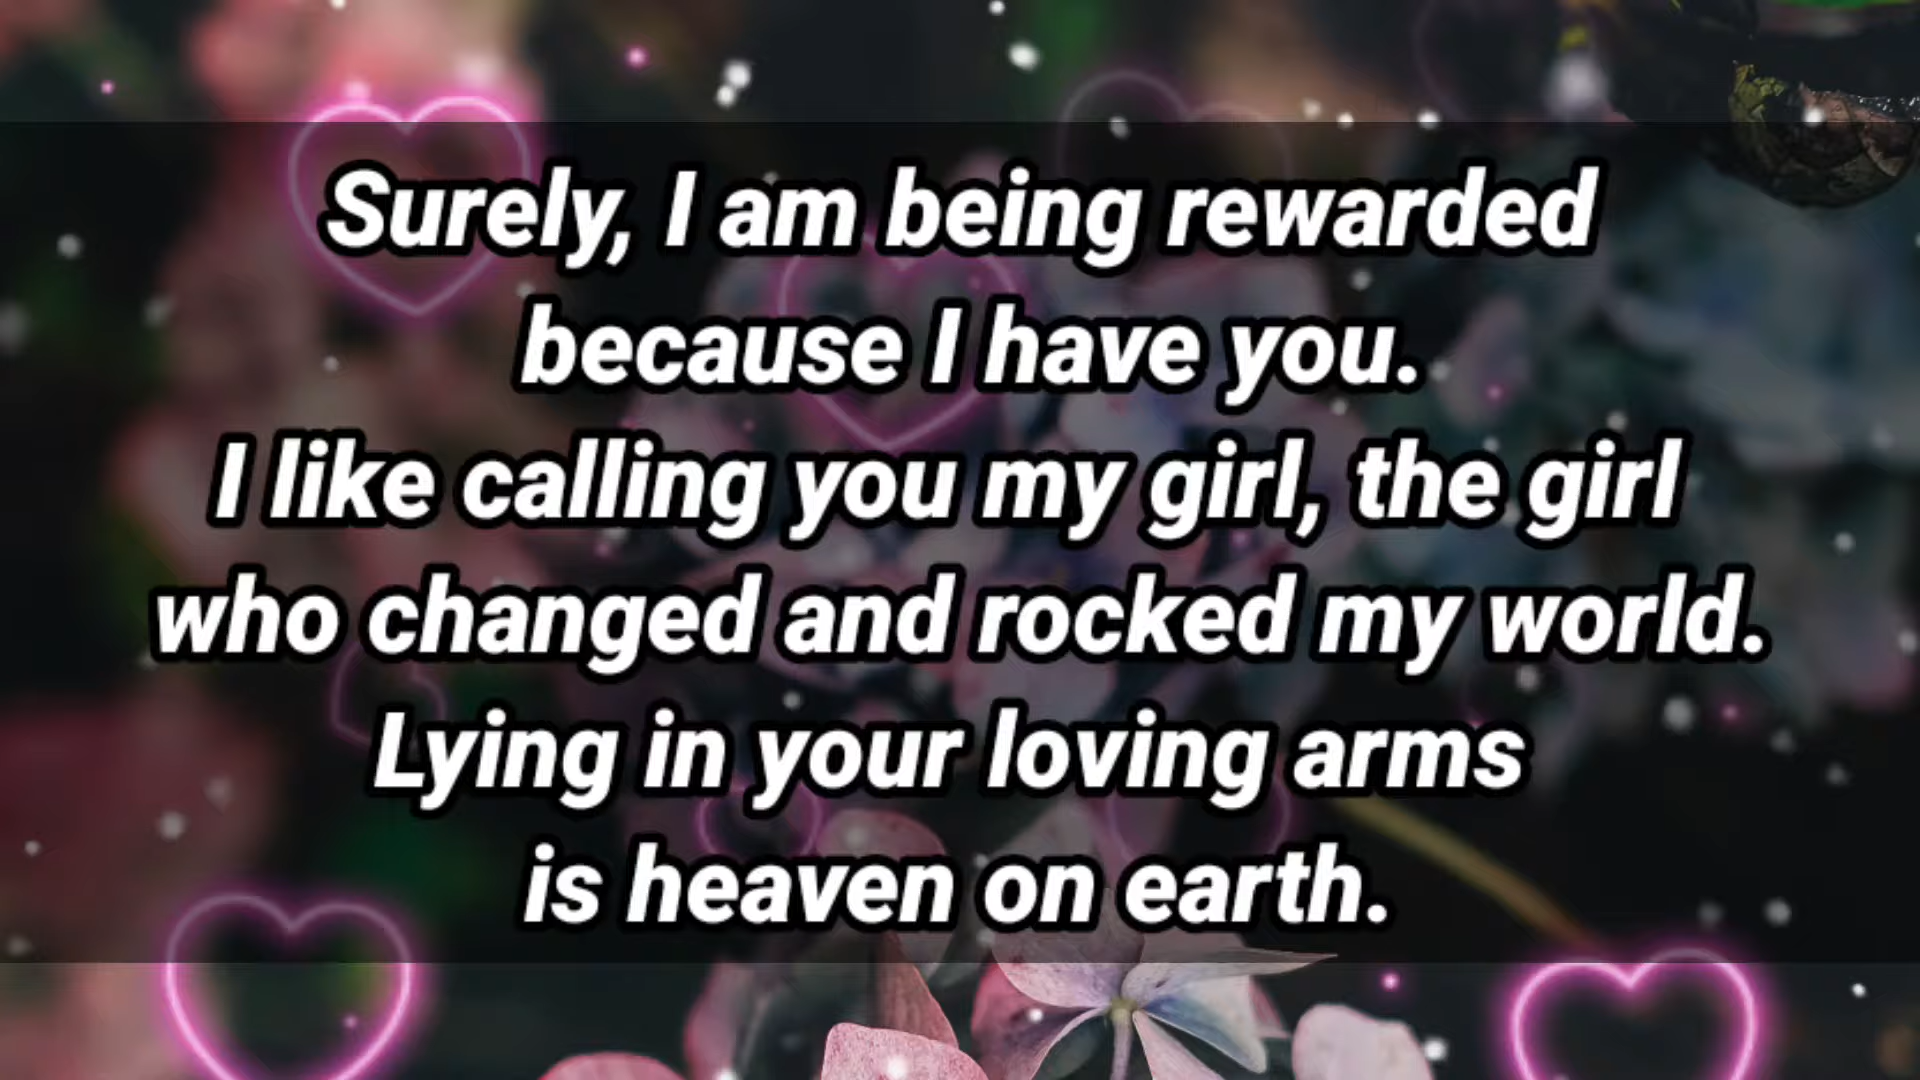 Surely, I am being rewarded
because I have you.
I like calling you my girl, the girl
who changed and rocked my world.
Lying in your loving arms
is heaven on earth.